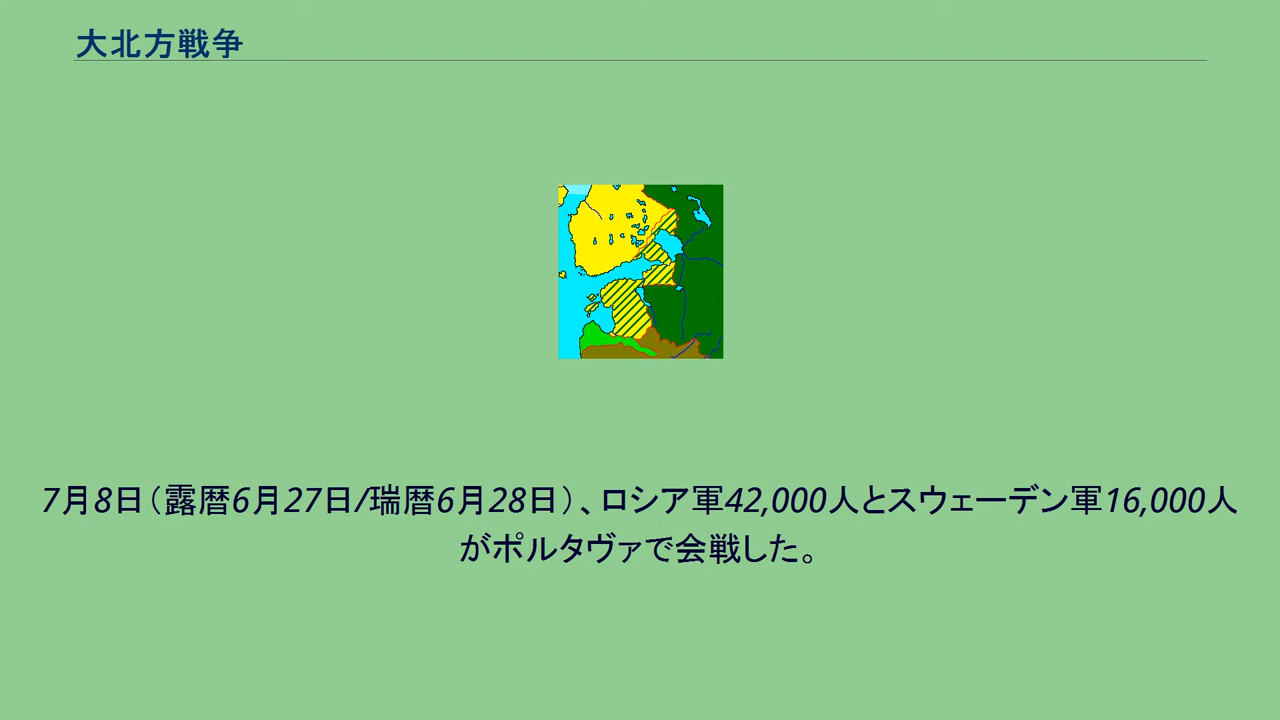 大北方戦争
7月8日（露暦6月27日/瑞暦6月28日）、ロシア軍42,000人とスウェーデン軍16,000人
がポルタヴァで会戦した。